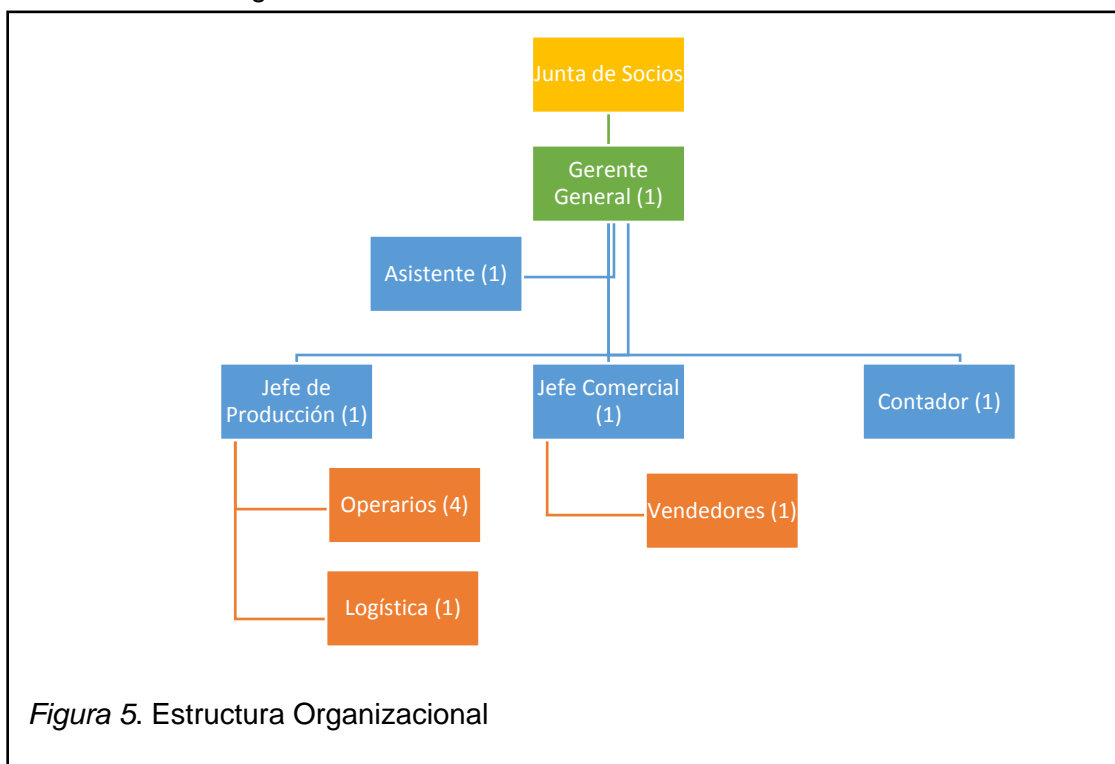 Junta de Socios
Gerente
General (1)
Asistente (1)
Jefe de
Producción (1)
Jefe Comercial
(1)
Contador (1)
Operarios (4)
Vendedores (1)
Logística (1)
Figura 5. Estructura Organizacional